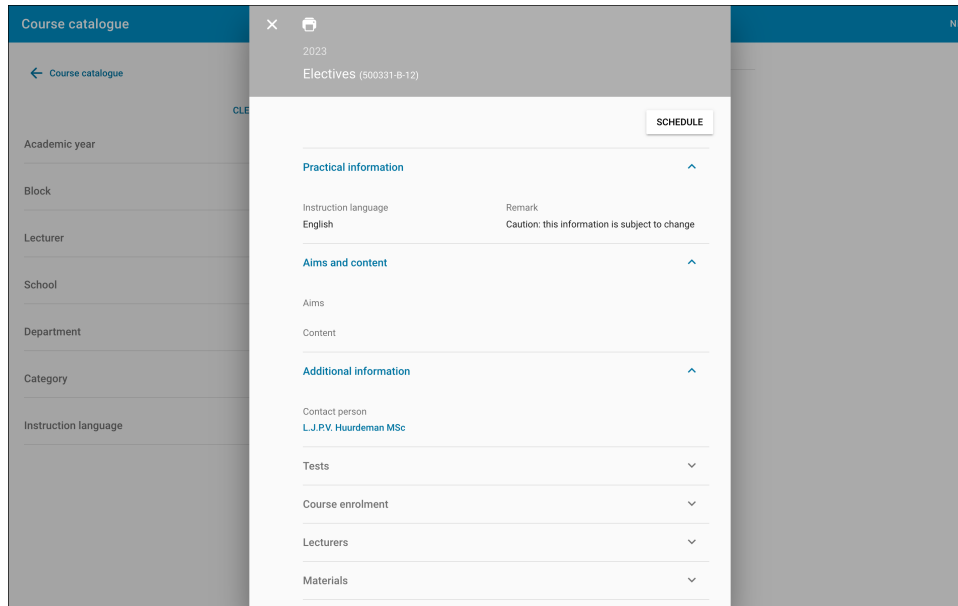 Course catalogue
Course catalogue
Academic year
Block
Lecturer
School
Department
Category
Instruction language
2023
Electives (500331-B-12)
SCHEDULE
Practical information
Instruction language
Remark
English
Caution: this information is subject to change
Aims and content
Aims
Content
Additional information
Contact person
L.J.P.V. Huurdeman MSc
Tests
Course enrolment
Lecturers
Materials